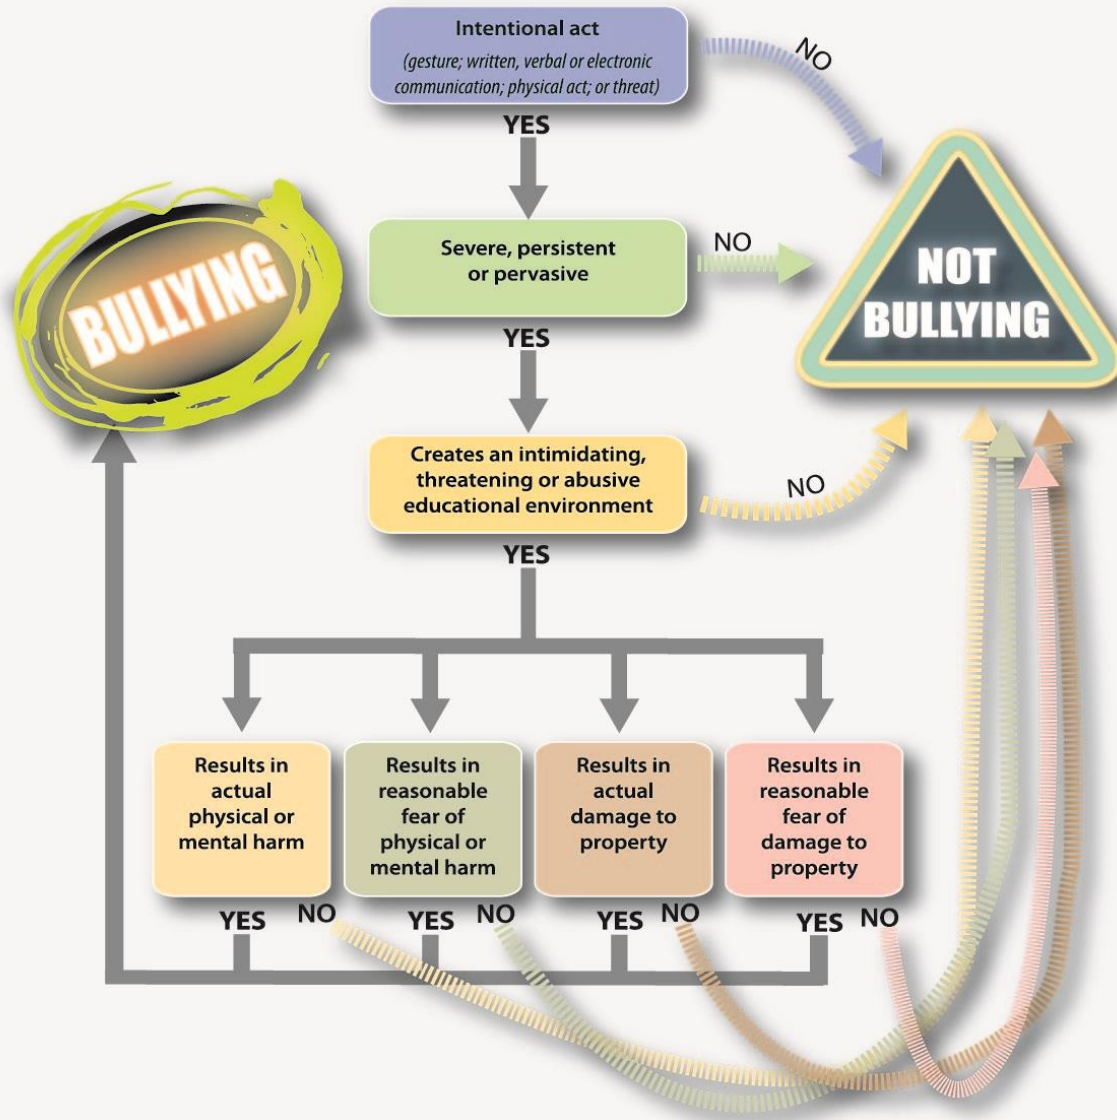 Intentional act
(gesture; written, verbal or electronic
communication; physical act; or threat)
NO
YES
BULLYING
Severe, persistent
or pervasive
NO
NOT
BULLYING
YES
Creates an intimidating,
threatening or abusive
educational environment
NO
YES
Results in
actual
physical or
mental harm
Results in
reasonable
fear of
physical or
mental harm
Results in
actual
damage to
property
Results in
reasonable
fear of
damage to
property
YES NO
YES NO
YES NO
YES NO